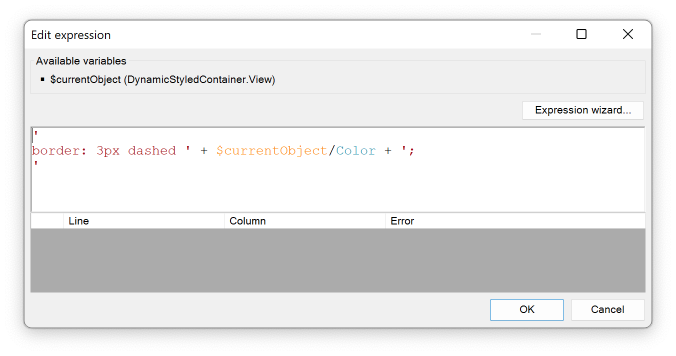 Edit expression
Available variables
▪ $currentObject (DynamicStyledContainer.View)
Expression wizard...
'
border: 3px dashed ' + $currentObject/Color + ';
'
Line Column Error
OK Cancel